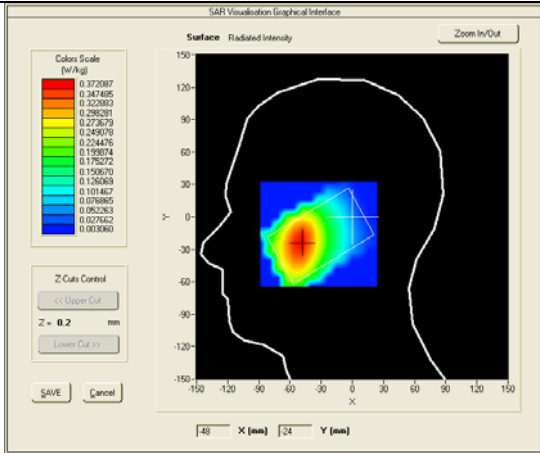 SAR Visualisation Graphical Interface
Surface Radiated Intensity
Zoom In/Out
Colors Scale
(W/kg)
0.372087
0.347485
0.322883
0.298281
0.273679
0.249078
0.224476
0.199874
0.175272
0.150670
0.126069
0.101467
0.076865
0.052263
0.027662
0.003060
Z Cuts Control
<< Upper Cut
Z = 0.2 mm
Lower Cut >>
SAVE Cancel
150
120
90
60
30
0
-30
-60
-90
-120
-150
Y
-150 -120 -90 -60 -30 0 30 60 90 120 150
X
-48 X (mm) -24 Y (mm)